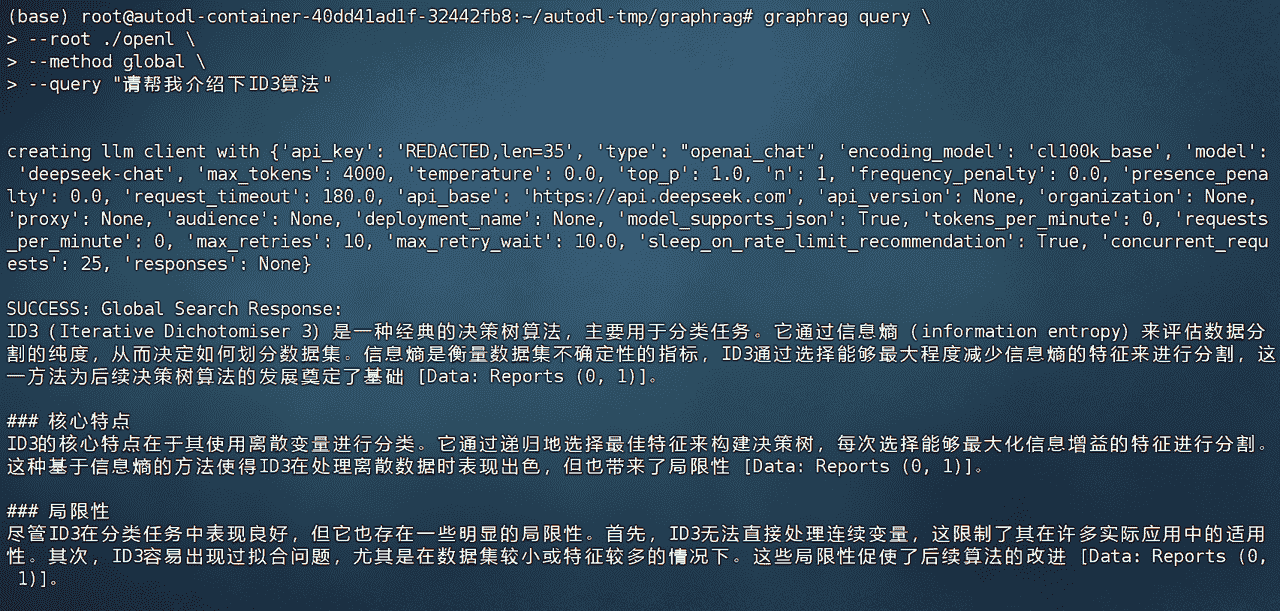 (base) root@autodl-container-40dd41ad1f-32442fb8:~/autodl-tmp/graphrag# graphrag query \
> --root ./openl \
> --method global \
> --query "请帮我介绍下ID3算法"
creating llm client with {'api_key': 'REDACTED,len=35', 'type': "openai_chat", 'encoding_model': 'cl100k_base', 'model':
 'deepseek-chat', 'max_tokens': 4000, 'temperature': 0.0, 'top_p': 1.0, 'n': 1, 'frequency_penalty': 0.0, 'presence_pena
lty': 0.0, 'request_timeout': 180.0, 'api_base': 'https://api.deepseek.com', 'api_version': None, 'organization': None,
'proxy': None, 'audience': None, 'deployment_name': None, 'model_supports_json': True, 'tokens_per_minute': 0, 'requests
_per_minute': 0, 'max_retries': 10, 'max_retry_wait': 10.0, 'sleep_on_rate_limit_recommendation': True, 'concurrent_requ
ests': 25, 'responses': None}
SUCCESS: Global Search Response:
ID3（Iterative Dichotomiser 3）是一种经典的决策树算法，主要用于分类任务。它通过信息熵（information entropy）来评估数据分
割的纯度，从而决定如何划分数据集。信息熵是衡量数据集不确定性的指标，ID3通过选择能够最大程度减少信息熵的特征来进行分割，这
一方法为后续决策树算法的发展奠定了基础 [Data: Reports (0, 1)]。
### 核心特点
ID3的核心特点在于其使用离散变量进行分类。它通过递归地选择最佳特征来构建决策树，每次选择能够最大化信息增益的特征进行分割。
这种基于信息熵的方法使得ID3在处理离散数据时表现出色，但也带来了局限性 [Data: Reports (0, 1)]。
### 局限性
尽管ID3在分类任务中表现良好，但它也存在一些明显的局限性。首先，ID3无法直接处理连续变量，这限制了其在许多实际应用中的适用
性。其次，ID3容易出现过拟合问题，尤其是在数据集较小或特征较多的情况下。这些局限性促使了后续算法的改进 [Data: Reports (0,
 1)]。